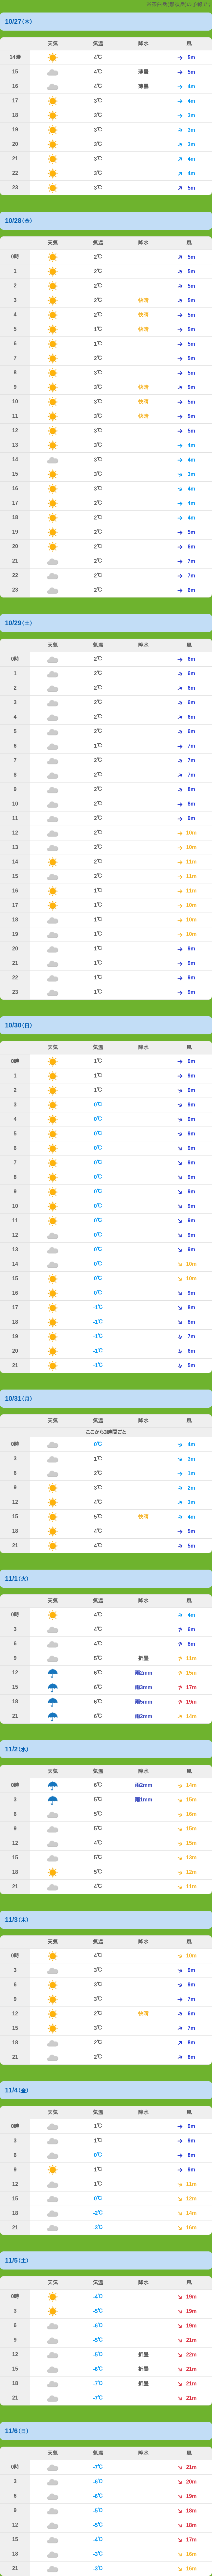 ※茶臼岳(那須岳)の予報です
10/27(木)
天気 気温 降水 風
14時 4℃ 5m
15 4℃ 薄曇 5m
16 4℃ 薄曇 4m
17 3℃ 4m
18 3℃ 3m
19 3℃ 3m
20 3℃ 3m
21 3℃ 4m
22 3℃ 4m
23 3℃ 5m
10/28(金)
天気 気温 降水 風
0時 2℃ 5m
1 2℃ 5m
2 2℃ 5m
3 2℃ 快晴 5m
4 2℃ 快晴 5m
5 1℃ 快晴 5m
6 1℃ 5m
7 2℃ 5m
8 3℃ 5m
9 3℃ 快晴 5m
10 3℃ 快晴 5m
11 3℃ 快晴 5m
12 3℃ 5m
13 3℃ 4m
14 3℃ 4m
15 3℃ 3m
16 3℃ 4m
17 2℃ 4m
18 2℃ 4m
19 2℃ 5m
20 2℃ 6m
21 2℃ 7m
22 2℃ 7m
23 2℃ 6m
10/29(土)
天気 気温 降水 風
0時 2℃ 6m
1 2℃ 6m
2 2℃ 6m
3 2℃ 6m
4 2℃ 6m
5 2℃ 6m
6 1℃ 7m
7 2℃ 7m
8 2℃ 7m
9 2℃ 8m
10 2℃ 8m
11 2℃ 9m
12 2℃ 10m
13 2℃ 10m
14 2℃ 11m
15 2℃ 11m
16 1℃ 11m
17 1℃ 10m
18 1℃ 10m
19 1℃ 10m
20 1℃ 9m
21 1℃ 9m
22 1℃ 9m
23 1℃ 9m
10/30(日)
天気 気温 降水 風
0時 1℃ 9m
1 1℃ 9m
2 1℃ 9m
3 0℃ 9m
4 0℃ 9m
5 0℃ 9m
6 0℃ 9m
7 0℃ 9m
8 0℃ 9m
9 0℃ 9m
10 0℃ 9m
11 0℃ 9m
12 0℃ 9m
13 0℃ 9m
14 0℃ 10m
15 0℃ 10m
16 0℃ 9m
17 -1℃ 8m
18 -1℃ 8m
19 -1℃ 7m
20 -1℃ 6m
21 -1℃ 5m
10/31(月)
天気 気温 降水 風
ここから3時間ごと
0時 0℃ 4m
3 1℃ 3m
6 2℃ 1m
9 3℃ 2m
12 4℃ 3m
15 5℃ 快晴 4m
18 4℃ 5m
21 4℃ 5m
11/1(火)
天気 気温 降水 風
0時 4℃ 4m
3 4℃ 6m
6 4℃ 8m
9 5℃ 折曇 11m
12 6℃ 雨2mm 15m
15 6℃ 雨3mm 17m
18 6℃ 雨5mm 19m
21 6℃ 雨2mm 14m
11/2(水)
天気 気温 降水 風
0時 6℃ 雨2mm 14m
3 5℃ 雨1mm 15m
6 5℃ 16m
9 5℃ 15m
12 4℃ 15m
15 5℃ 13m
18 5℃ 12m
21 4℃ 11m
11/3(木)
天気 気温 降水 風
0時 4℃ 10m
3 3℃ 9m
6 3℃ 9m
9 3℃ 7m
12 2℃ 快晴 6m
15 3℃ 7m
18 2℃ 8m
21 2℃ 8m
11/4(金)
天気 気温 降水 風
0時 1℃ 9m
3 1℃ 9m
6 0℃ 8m
9 1℃ 9m
12 1℃ 11m
15 0℃ 12m
18 -2℃ 14m
21 -3℃ 16m
11/5(土)
天気 気温 降水 風
0時 -4℃ 19m
3 -5℃ 19m
6 -6℃ 19m
9 -5℃ 21m
12 -5℃ 折曇 22m
15 -6℃ 折曇 21m
18 -7℃ 折曇 21m
21 -7℃ 21m
11/6(日)
天気 気温 降水 風
0時 -7℃ 21m
3 -6℃ 20m
6 -6℃ 19m
9 -5℃ 18m
12 -5℃ 18m
15 -4℃ 17m
18 -3℃ 16m
21 -3℃ 16m